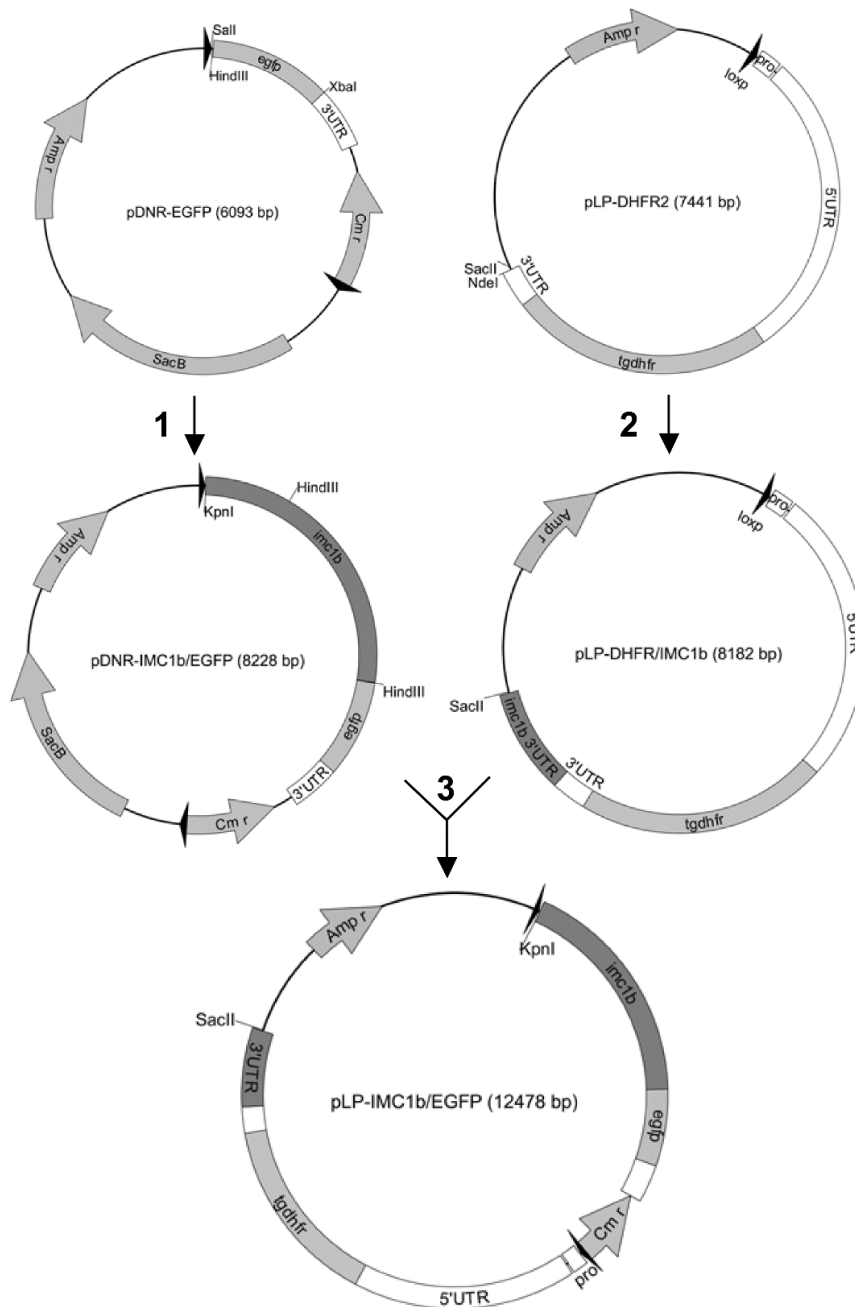 SalI
HindIII
egfp
XbaI
3'UTR
Amp r
Cm r
SacB
pDNR-EGFP (6093 bp)
Amp r
loxp
pro
5'UTR
pLP-DHFR2 (7441 bp)
SacII
NdeI
3'UTR
tgdhfr
1
2
KpnI
HindIII
imc1b
Amp r
pDNR-IMC1b/EGFP (8228 bp)
HindIII
egfp
3'UTR
SacB
Cm r
Amp r
loxp
pro
5'UTR
pLP-DHFR/IMC1b (8182 bp)
SacII
imc1b 3'UTR
3'UTR
tgdhfr
3
Amp r
KpnI
imc1b
SacII
3'UTR
pLP-IMC1b/EGFP (12478 bp)
egfp
tgdhfr
Cm r
pro
5'UTR